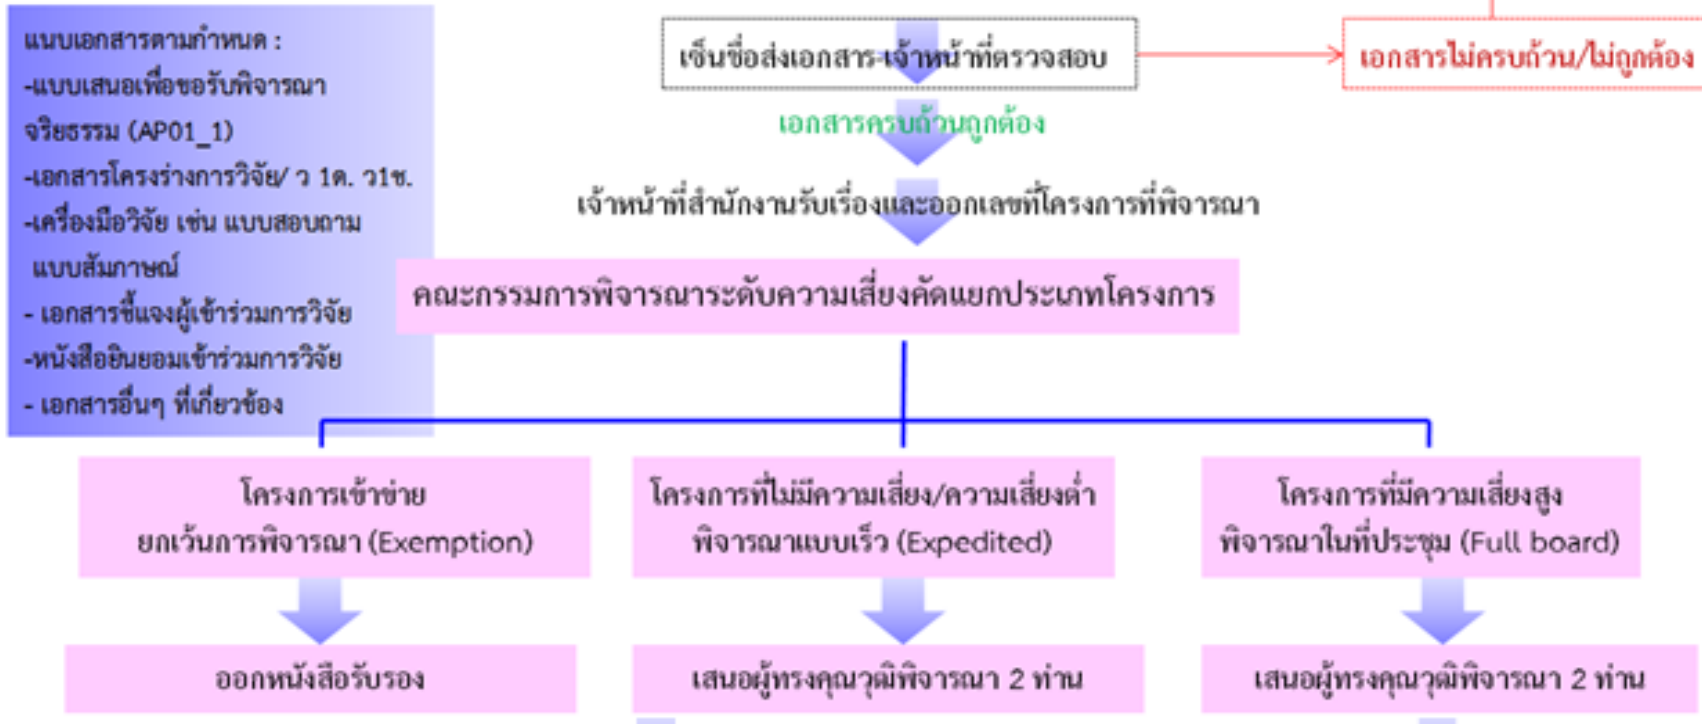 แนบเอกสารตามกำหนด :
-แบบเสนอเพื่อขอรับพิจารณา
จริยธรรม (AP01_1)
-เอกสารโครงร่างการวิจัย/ ว 1ด. ว1ช.
-เครื่องมือวิจัย เช่น แบบสอบถาม
แบบสัมภาษณ์
- เอกสารชี้แจงผู้เข้าร่วมการวิจัย
-หนังสือยินยอมเข้าร่วมการวิจัย
- เอกสารอื่นๆ ที่เกี่ยวข้อง
เซ็นชื่อส่งเอกสาร-เจ้าหน้าที่ตรวจสอบ
เอกสารไม่ครบถ้วน/ไม่ถูกต้อง
เอกสารครบถ้วนถูกต้อง
เจ้าหน้าที่สำนักงานรับเรื่องและออกเลขที่โครงการที่พิจารณา
คณะกรรมการพิจารณาระดับความเสี่ยงคัดแยกประเภทโครงการ
โครงการเข้าข่าย
ยกเว้นการพิจารณา (Exemption)
โครงการที่ไม่มีความเสี่ยง/ความเสี่ยงต่ำ
พิจารณาแบบเร็ว (Expedited)
โครงการที่มีความเสี่ยงสูง
พิจารณาในที่ประชุม (Full board)
ออกหนังสือรับรอง
เสนอผู้ทรงคุณวุฒิพิจารณา 2 ท่าน
เสนอผู้ทรงคุณวุฒิพิจารณา 2 ท่าน